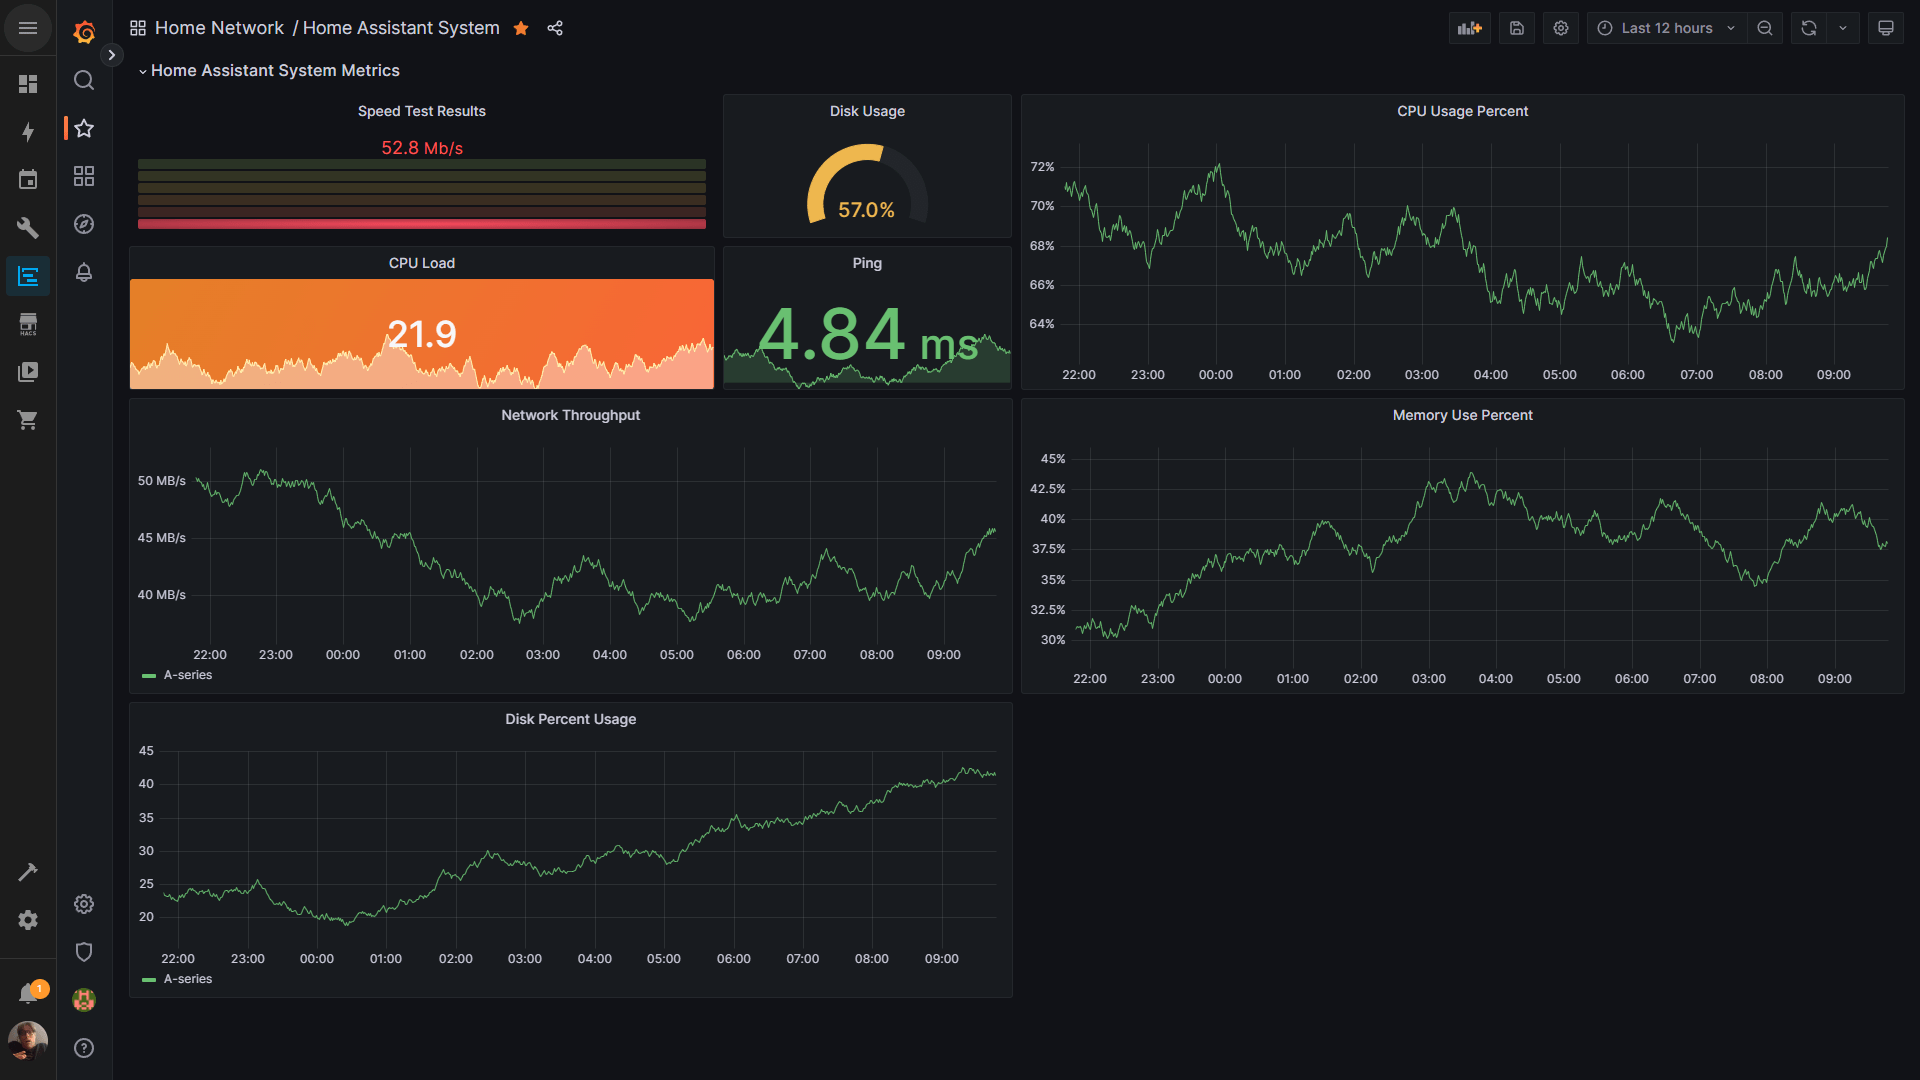 Home Network / Home Assistant System
Last 12 hours
Home Assistant System Metrics
Speed Test Results
52.8 Mb/s
Disk Usage
57.0%
CPU Usage Percent
72%
70%
68%
66%
64%
22:00 23:00 00:00 01:00 02:00 03:00 04:00 05:00 06:00 07:00 08:00 09:00
CPU Load
21.9
Ping
4.84 ms
HACS
Network Throughput
50 MB/s
45 MB/s
40 MB/s
22:00 23:00 00:00 01:00 02:00 03:00 04:00 05:00 06:00 07:00 08:00 09:00
A-series
Memory Use Percent
45%
42.5%
40%
37.5%
35%
32.5%
30%
22:00 23:00 00:00 01:00 02:00 03:00 04:00 05:00 06:00 07:00 08:00 09:00
Disk Percent Usage
45
40
35
30
25
20
22:00 23:00 00:00 01:00 02:00 03:00 04:00 05:00 06:00 07:00 08:00 09:00
A-series
1